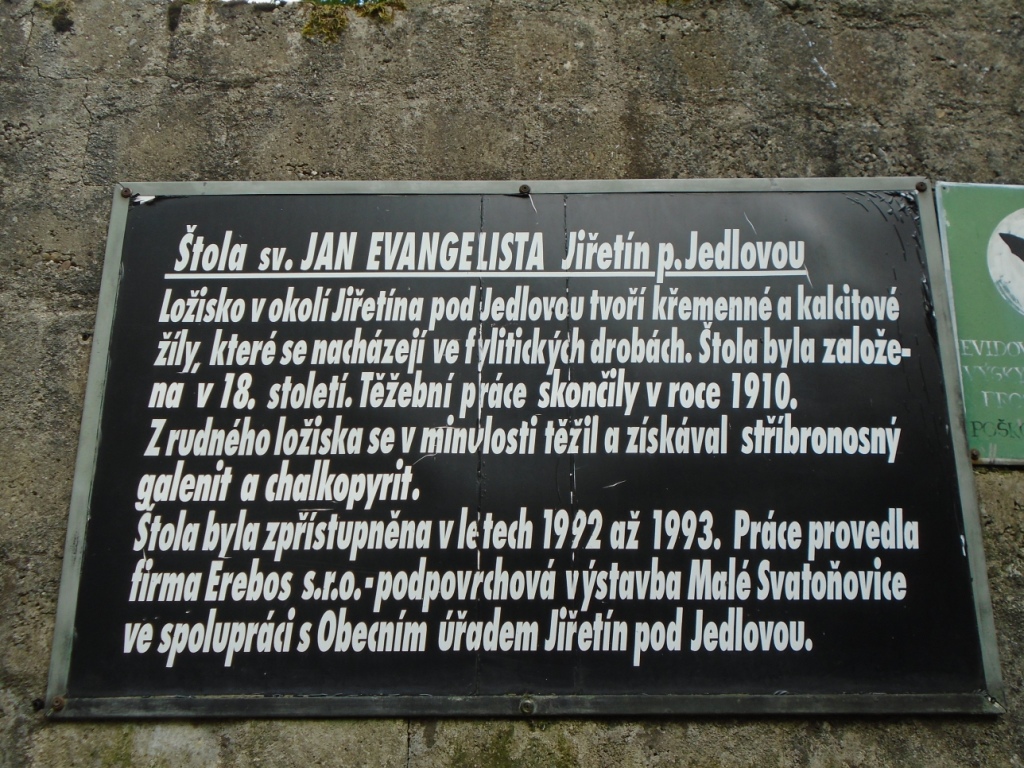 Štola sv. JAN EVANGELISTA Jiřetín p.Jedlovou
Ložisko v okolí Jiřetína pod Jedlovou tvoří křemenné a kalcitové
žíly, které se nacházejí ve fylitických drobách. Štola byla založe-
na v 18. století. Těžební práce skončily v roce 1910.
Z rudného ložiska se v minulosti těžil a získával stříbronosný
galenit a chalkopyrit.
Štola byla zpřístupněna v letech 1992 až 1993. Práce provedla
firma Erebos s.r.o.-podpovrchová výstavba Malé Svatoňovice
ve spolupráci s Obecním úřadem Jiřetín pod Jedlovou.